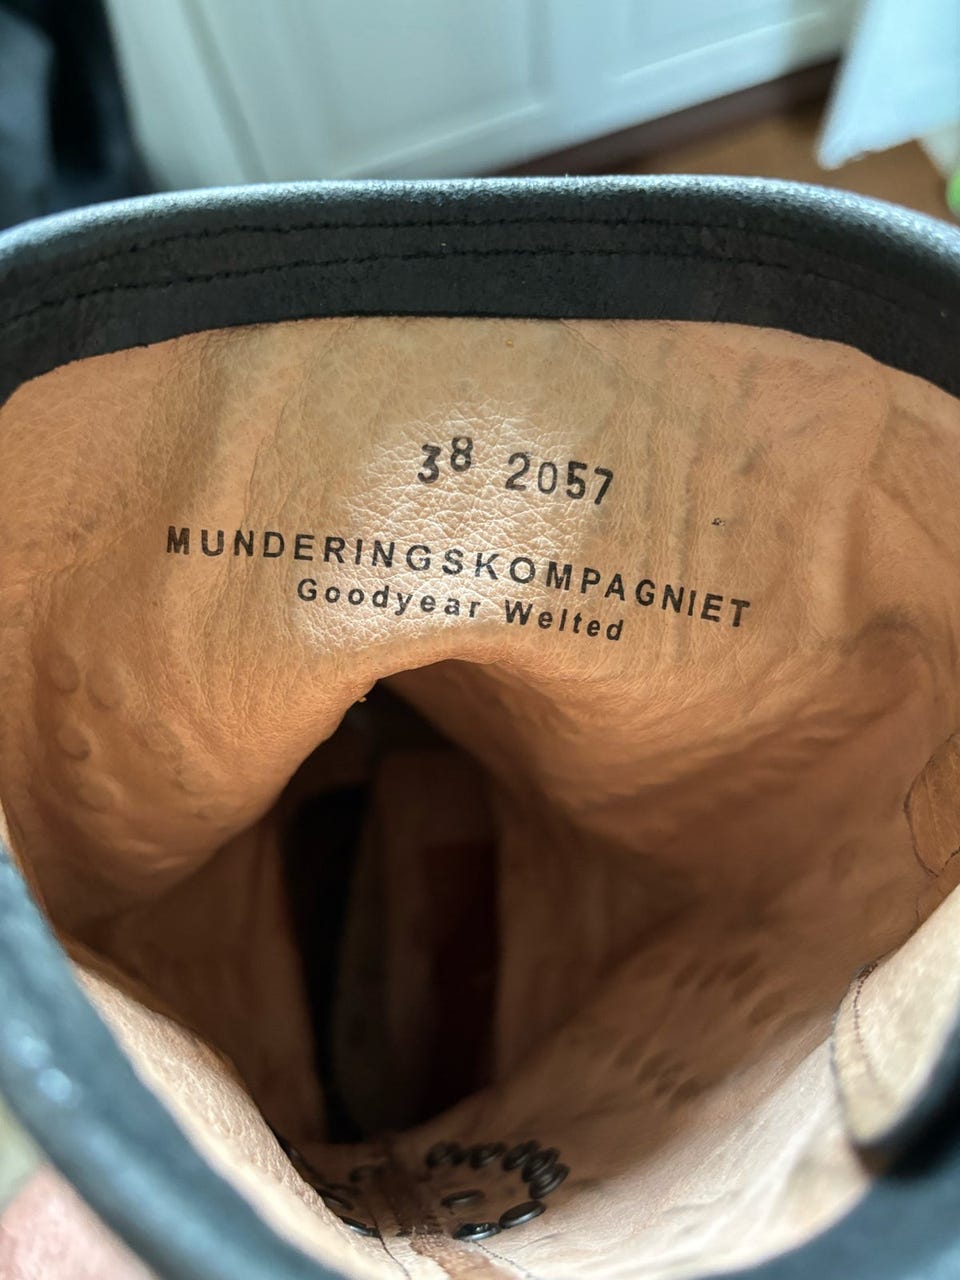 38 2057
MUNDERINGSKOMPAGNIET
Goodyear Welted